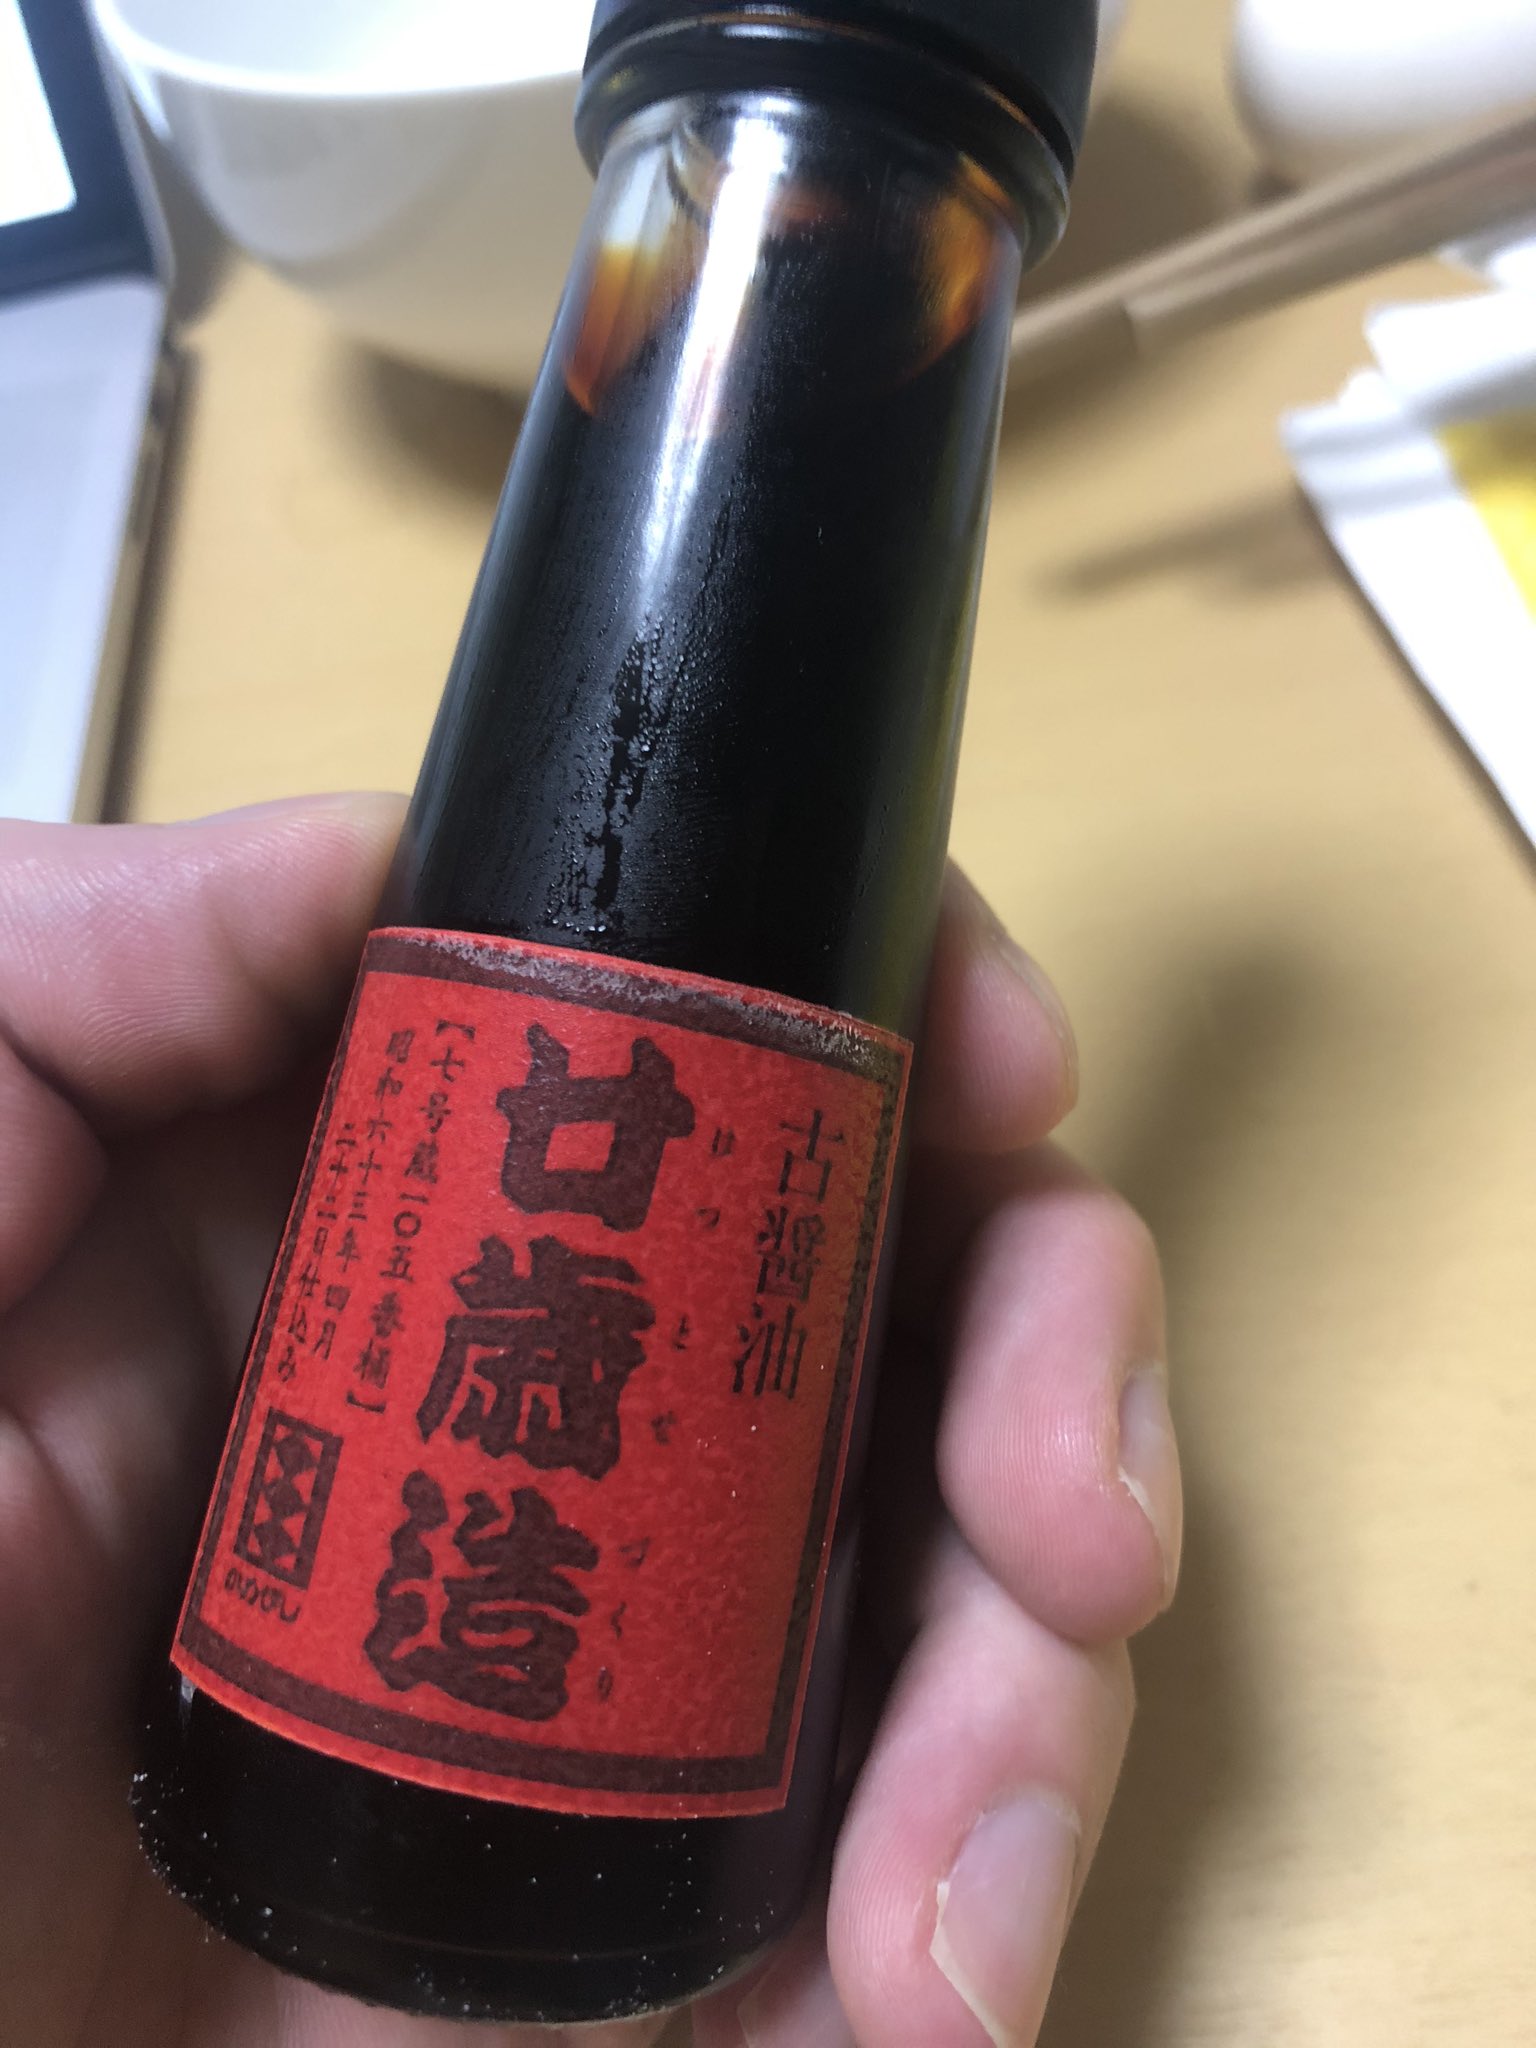 古醤油
はつとせづくり
廿歳造
【七号蔵一〇五番桶】
昭和六十三年四月
二十二日仕込み
かめびし